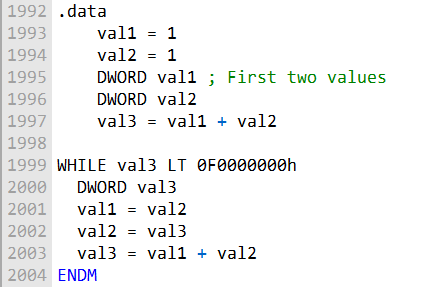 1992 .data
1993     val1 = 1
1994     val2 = 1
1995     DWORD val1 ; First two values
1996     DWORD val2
1997     val3 = val1 + val2
1998
1999 WHILE val3 LT 0F0000000h
2000   DWORD val3
2001   val1 = val2
2002   val2 = val3
2003   val3 = val1 + val2
2004 ENDM